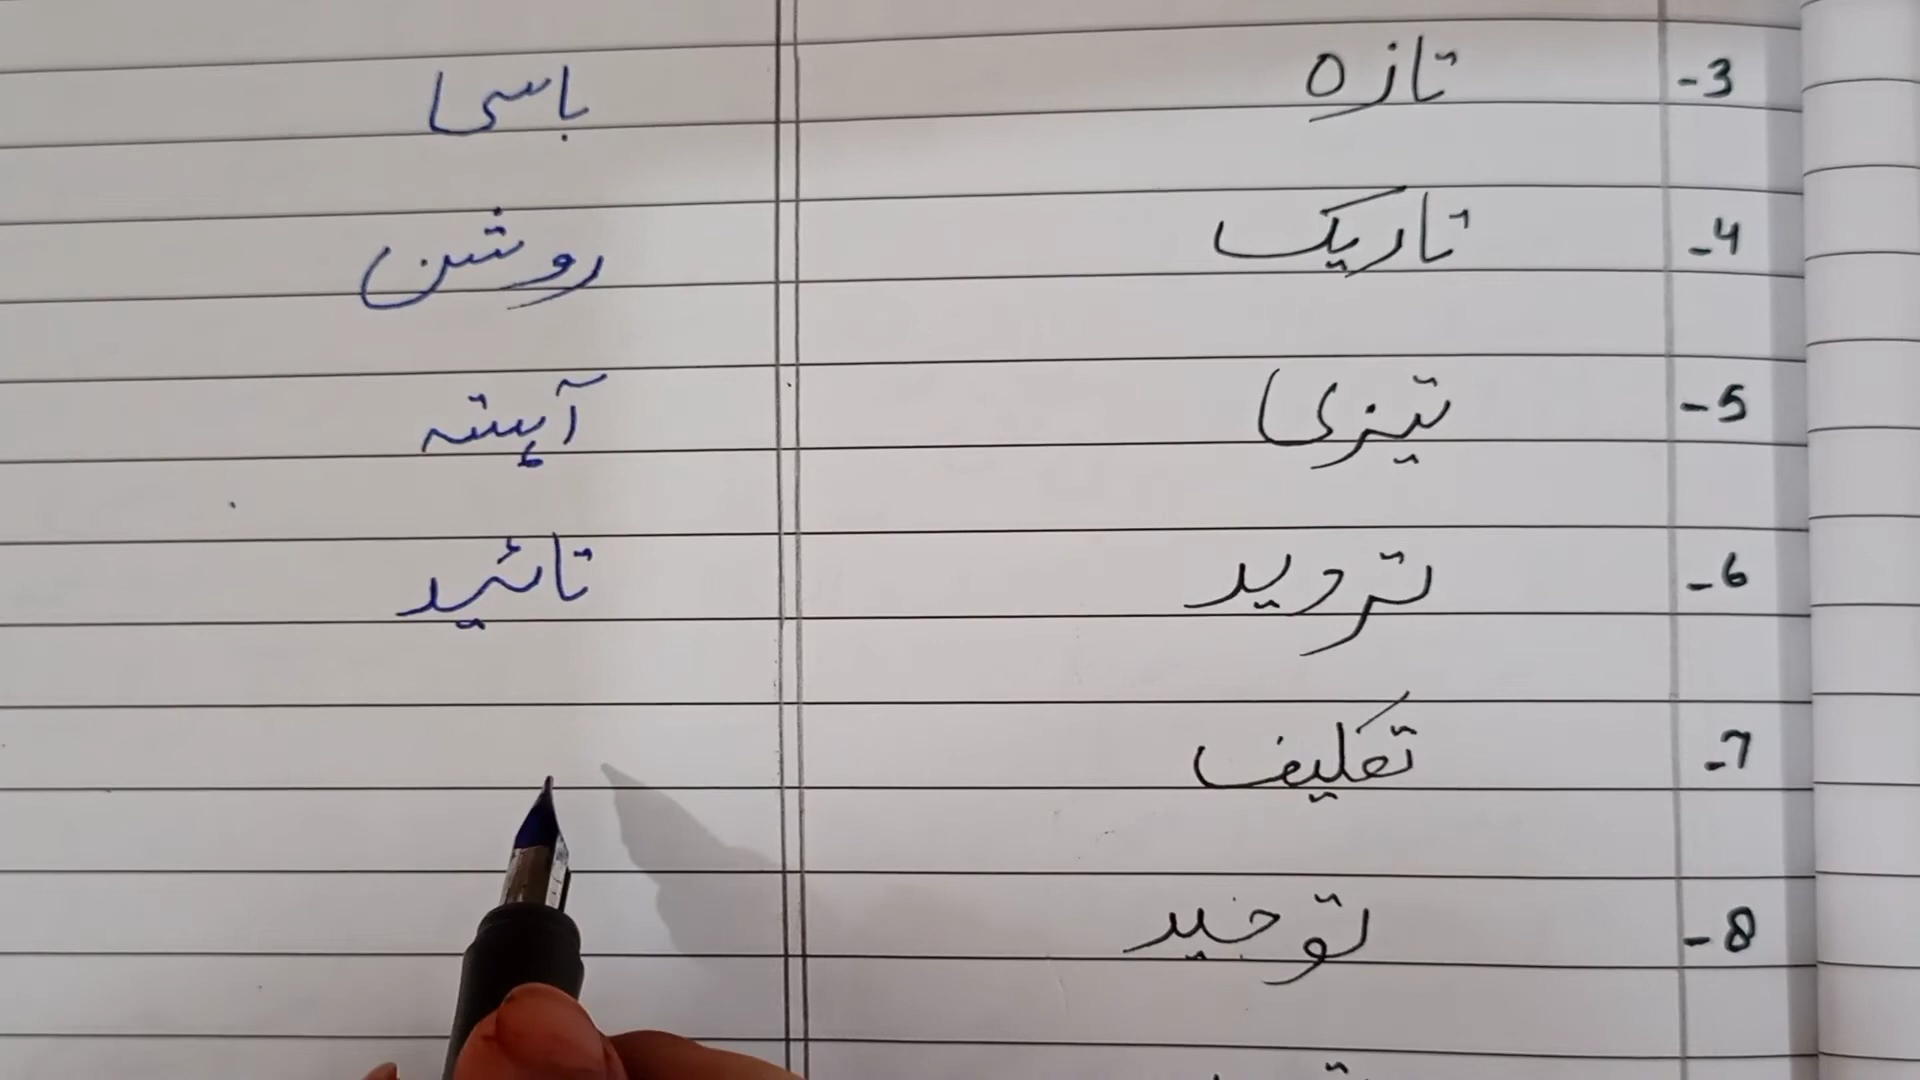 3- تازہ باسی
4- تاریک روشن
5- تیزی آہستہ
6- تردید تائید
7- تکلیف
8- توحید